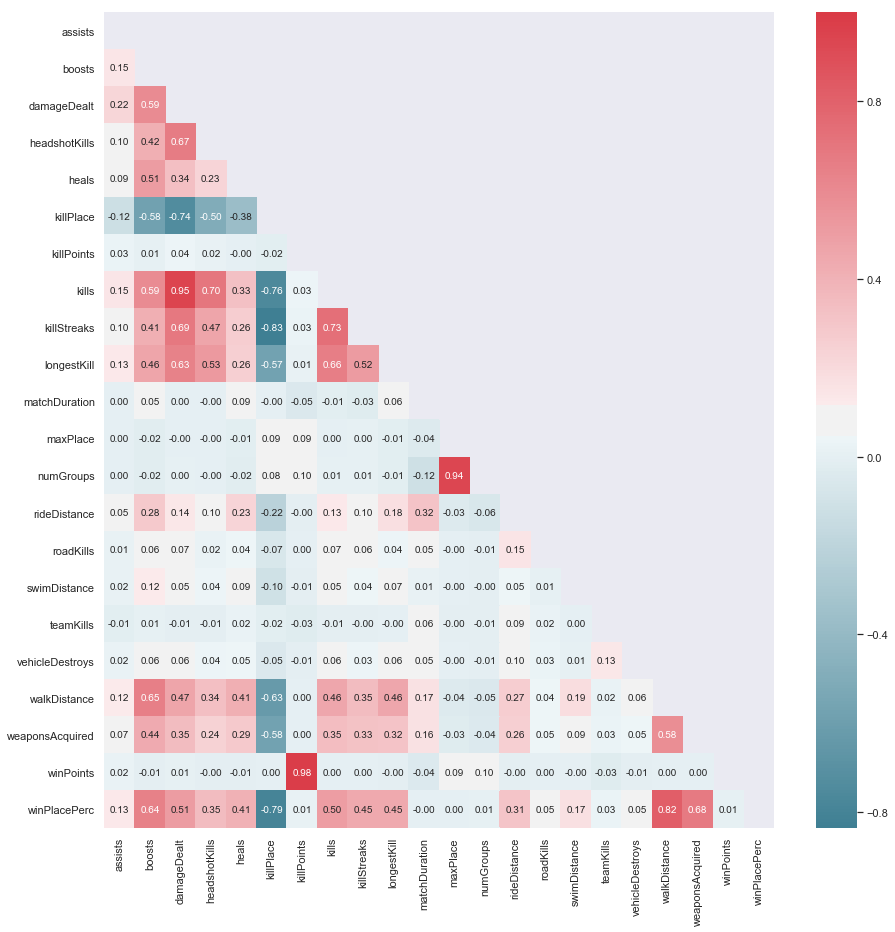 assists
boosts 0.15
damageDealt 0.22 0.59
headshotKills 0.10 0.42 0.67
heals 0.09 0.51 0.34 0.23
killPlace -0.12 -0.58 -0.74 -0.50 -0.38
killPoints 0.03 0.01 0.04 0.02 -0.00 -0.02
kills 0.15 0.59 0.95 0.70 0.33 -0.76 0.03
killStreaks 0.10 0.41 0.69 0.47 0.26 -0.83 0.03 0.73
longestKill 0.13 0.46 0.63 0.53 0.26 -0.57 0.01 0.66 0.52
matchDuration 0.00 0.05 0.00 -0.00 0.09 -0.00 -0.05 -0.01 -0.03 0.06
maxPlace 0.00 -0.02 -0.00 -0.00 -0.01 0.09 0.09 0.00 0.00 -0.01 -0.04
numGroups 0.00 -0.02 0.00 -0.00 -0.02 0.08 0.10 0.01 0.01 -0.01 -0.12 0.94
rideDistance 0.05 0.28 0.14 0.10 0.23 -0.22 -0.00 0.13 0.10 0.18 0.32 -0.03 -0.06
roadKills 0.01 0.06 0.07 0.02 0.04 -0.07 0.00 0.07 0.06 0.04 0.05 -0.00 -0.01 0.15
swimDistance 0.02 0.12 0.05 0.04 0.09 -0.10 -0.01 0.05 0.04 0.07 0.01 -0.00 -0.00 0.05 0.01
teamKills -0.01 0.01 -0.01 -0.01 0.02 -0.02 -0.03 -0.01 -0.00 -0.00 0.06 -0.00 -0.01 0.09 0.02 0.00
vehicleDestroys 0.02 0.06 0.06 0.04 0.05 -0.05 -0.01 0.06 0.03 0.06 0.05 -0.00 -0.01 0.10 0.03 0.01 0.13
walkDistance 0.12 0.65 0.47 0.34 0.41 -0.63 0.00 0.46 0.35 0.46 0.17 -0.04 -0.05 0.27 0.04 0.19 0.02 0.06
weaponsAcquired 0.07 0.44 0.35 0.24 0.29 -0.58 0.00 0.35 0.33 0.32 0.16 -0.03 -0.04 0.26 0.05 0.09 0.03 0.05 0.58
winPoints 0.02 -0.01 0.01 -0.00 -0.01 0.00 0.98 0.00 0.00 -0.00 -0.04 0.09 0.10 -0.00 0.00 -0.00 -0.03 -0.01 0.00 0.00
winPlacePerc 0.13 0.64 0.51 0.35 0.41 -0.79 0.01 0.50 0.45 0.45 -0.00 0.00 0.01 0.31 0.05 0.17 0.03 0.05 0.82 0.68 0.01
assists boosts damageDealt headshotKills heals killPlace killPoints kills killStreaks longestKill matchDuration maxPlace numGroups rideDistance roadKills swimDistance teamKills vehicleDestroys walkDistance weaponsAcquired winPoints winPlacePerc
0.8
0.4
0.0
-0.4
-0.8